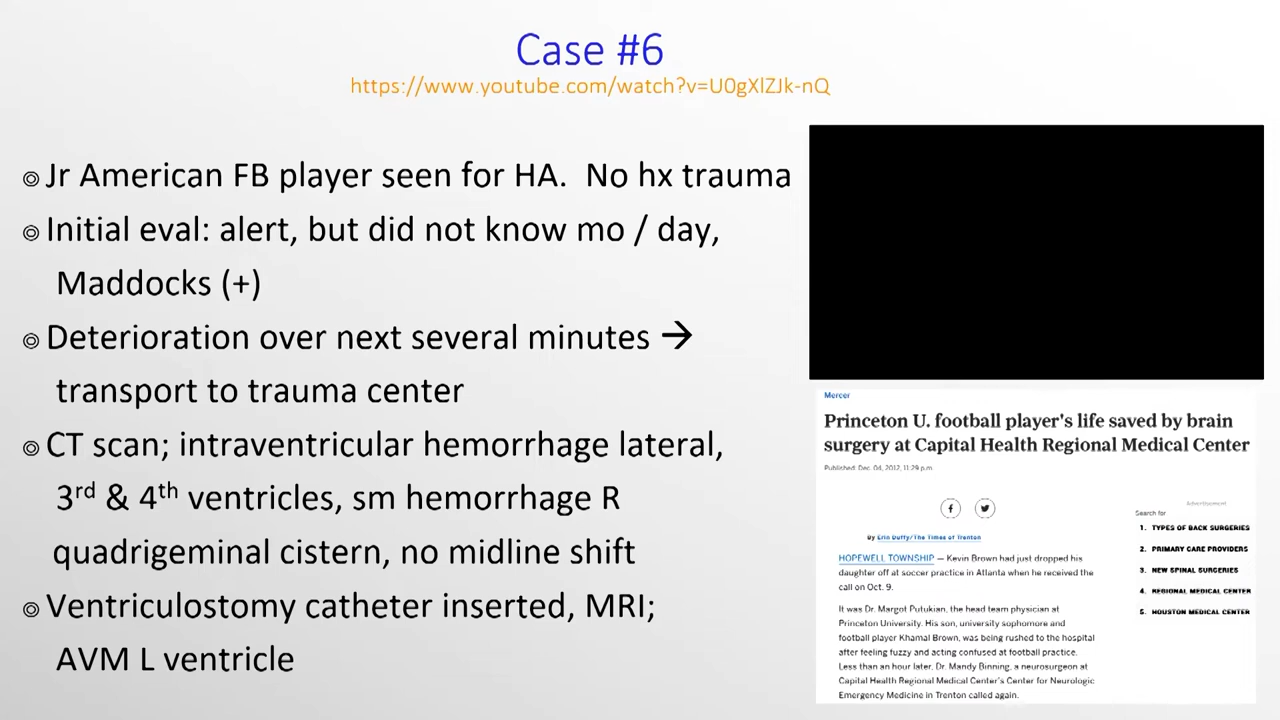 Case #6
https://www.youtube.com/watch?v=U0gXlZJk-nQ
Jr American FB player seen for HA. No hx trauma
Initial eval: alert, but did not know mo / day,
Maddocks (+)
Deterioration over next several minutes →
transport to trauma center
CT scan; intraventricular hemorrhage lateral,
3rd & 4th ventricles, sm hemorrhage R
quadrigeminal cistern, no midline shift
Ventriculostomy catheter inserted, MRI;
AVM L ventricle
Mercer
Princeton U. football player's life saved by brain
surgery at Capital Health Regional Medical Center
Published: Dec. 04, 2012, 11:29 p.m.
By Erin Duffy/The Times of Trenton
HOPEWELL TOWNSHIP — Kevin Brown had just dropped his
daughter off at soccer practice in Atlanta when he received the
call on Oct. 9.
It was Dr. Margot Putukian, the head team physician at
Princeton University. His son, university sophomore and
football player Khamal Brown, was being rushed to the hospital
after feeling fuzzy and acting confused at football practice.
Less than an hour later, Dr. Mandy Binning, a neurosurgeon at
Capital Health Regional Medical Center's Center for Neurologic
Emergency Medicine in Trenton called again.
Advertisement
Search for
1. TYPES OF BACK SURGERIES
2. PRIMARY CARE PROVIDERS
3. NEW SPINAL SURGERIES
4. REGIONAL MEDICAL CENTER
5. HOUSTON MEDICAL CENTER